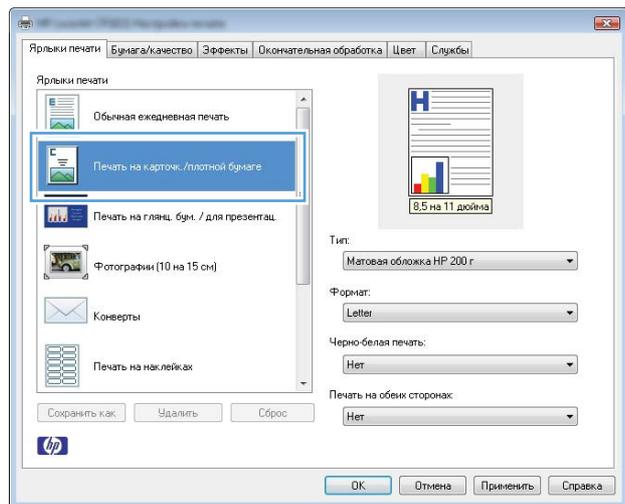 Ярлыки печати Бумага/качество Эффекты Окончательная обработка Цвет Службы
Ярлыки печати
Обычная ежедневная печать
Печать на карточк./плотной бумаге
Печать на глянц. бум. / для презентац.
Фотографии (10 на 15 см)
Конверты
Печать на наклейках
Сохранить как Удалить Сброс
hp
H
8,5 на 11 дюйма
Тип:
Матовая обложка HP 200 г
Формат:
Letter
Черно-белая печать:
Нет
Печать на обеих сторонах:
Нет
OK Отмена Применить Справка